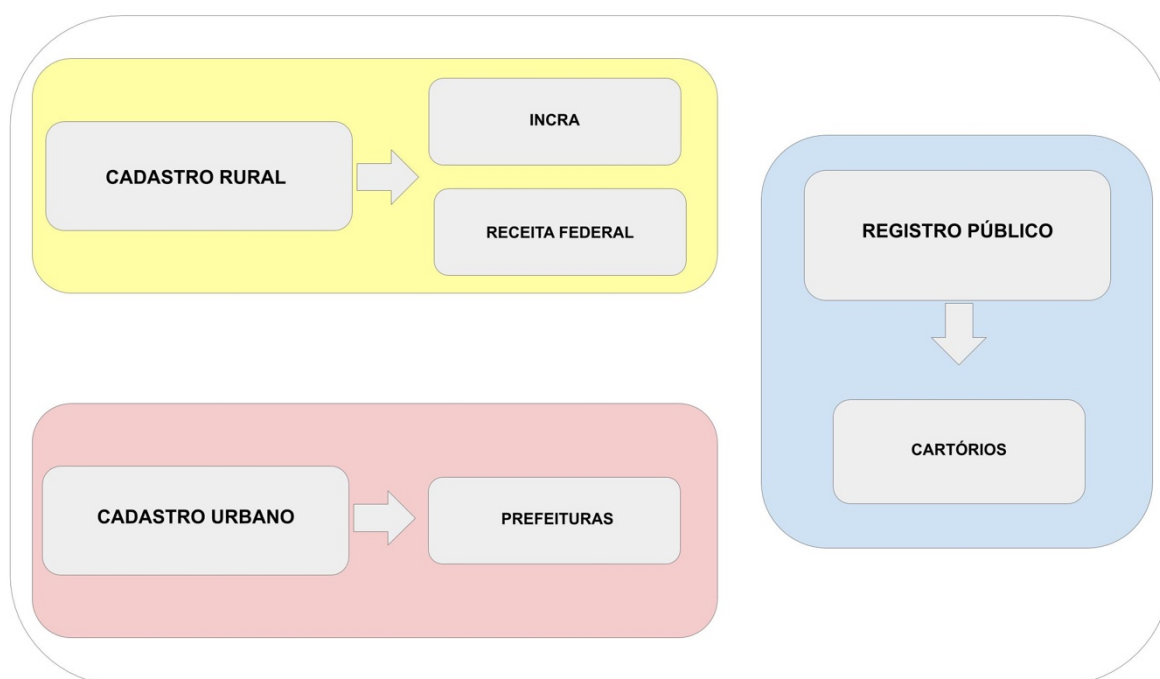 CADASTRO RURAL
INCRA
RECEITA FEDERAL
CADASTRO URBANO
PREFEITURAS
REGISTRO PÚBLICO
CARTÓRIOS